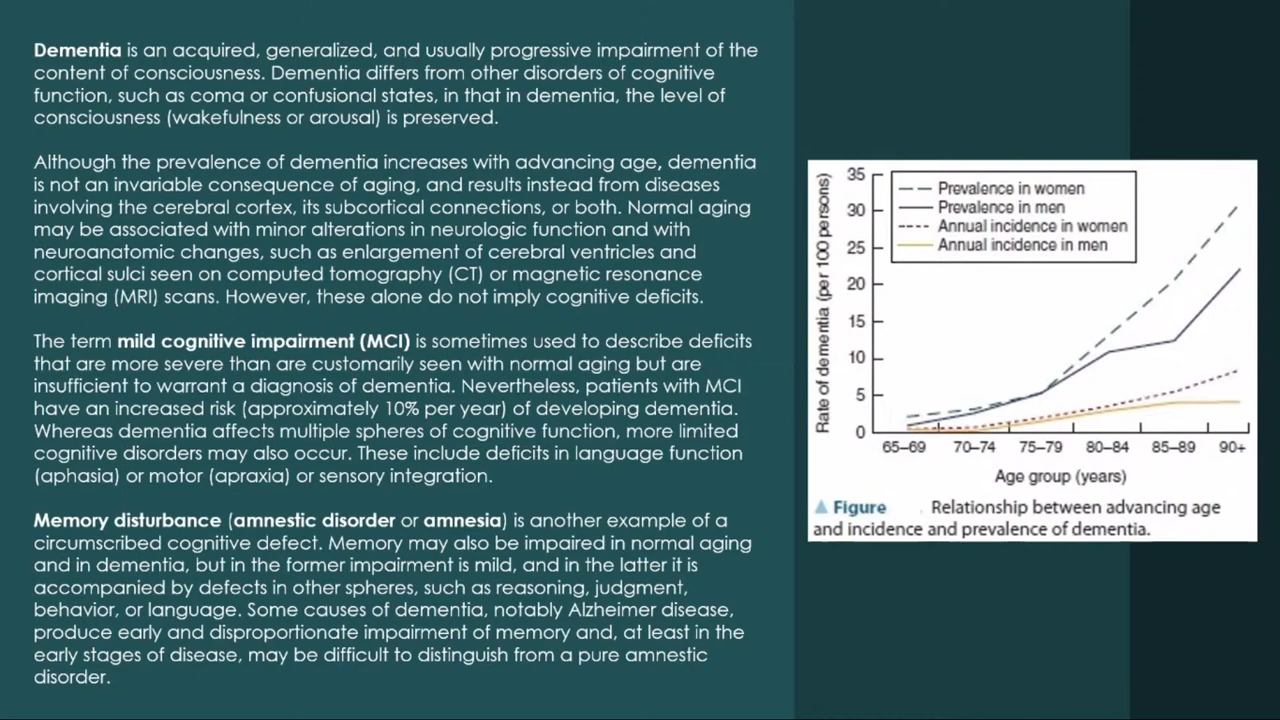 Dementia is an acquired, generalized, and usually progressive impairment of the
content of consciousness. Dementia differs from other disorders of cognitive
function, such as coma or confusional states, in that in dementia, the level of
consciousness (wakefulness or arousal) is preserved.
Although the prevalence of dementia increases with advancing age, dementia
is not an invariable consequence of aging, and results instead from diseases
involving the cerebral cortex, its subcortical connections, or both. Normal aging
may be associated with minor alterations in neurologic function and with
neuroanatomic changes, such as enlargement of cerebral ventricles and
cortical sulci seen on computed tomography (CT) or magnetic resonance
imaging (MRI) scans. However, these alone do not imply cognitive deficits.
The term mild cognitive impairment (MCI) is sometimes used to describe deficits
that are more severe than are customarily seen with normal aging but are
insufficient to warrant a diagnosis of dementia. Nevertheless, patients with MCI
have an increased risk (approximately 10% per year) of developing dementia.
Whereas dementia affects multiple spheres of cognitive function, more limited
cognitive disorders may also occur. These include deficits in language function
(aphasia) or motor (apraxia) or sensory integration.
Memory disturbance (amnestic disorder or amnesia) is another example of a
circumscribed cognitive defect. Memory may also be impaired in normal aging
and in dementia, but in the former impairment is mild, and in the latter it is
accompanied by defects in other spheres, such as reasoning, judgment,
behavior, or language. Some causes of dementia, notably Alzheimer disease,
produce early and disproportionate impairment of memory and, at least in the
early stages of disease, may be difficult to distinguish from a pure amnestic
disorder.
Rate of dementia (per 100 persons)
35
30
25
20
15
10
5
0
Prevalence in women
Prevalence in men
Annual incidence in women
Annual incidence in men
65–69 70–74 75–79 80–84 85–89 90+
Age group (years)
Figure Relationship between advancing age
and incidence and prevalence of dementia.